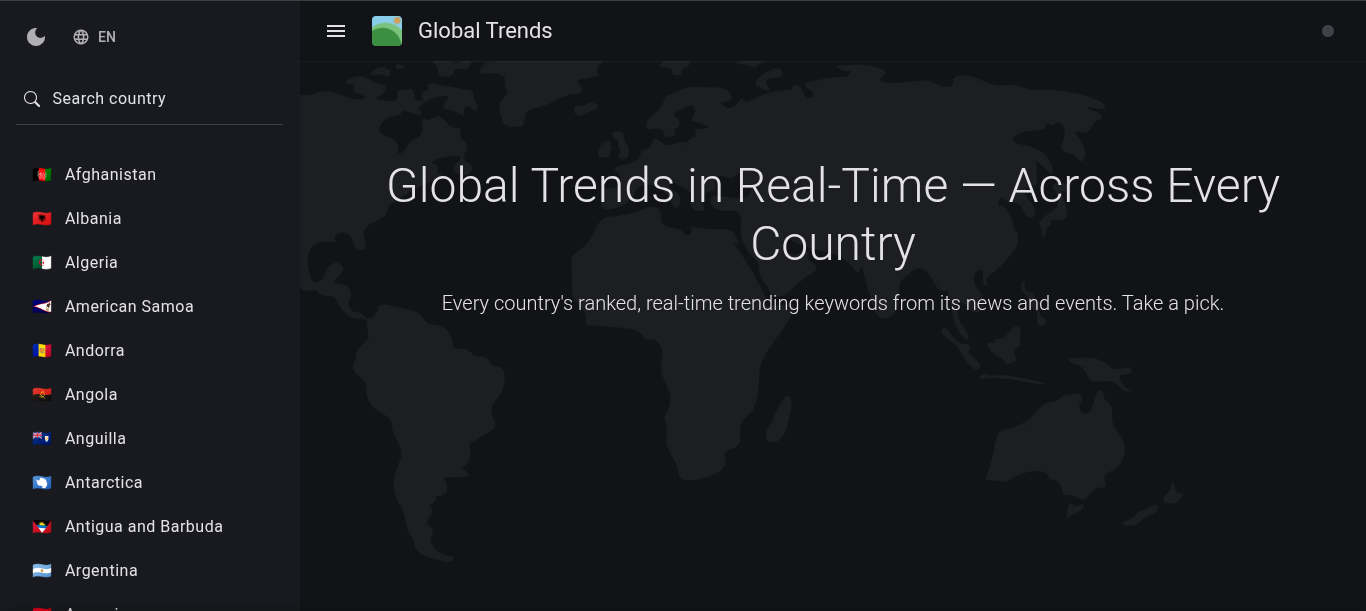 EN
Search country
Afghanistan
Albania
Algeria
American Samoa
Andorra
Angola
Anguilla
Antarctica
Antigua and Barbuda
Argentina
Global Trends
Global Trends in Real-Time — Across Every
Country
Every country's ranked, real-time trending keywords from its news and events. Take a pick.